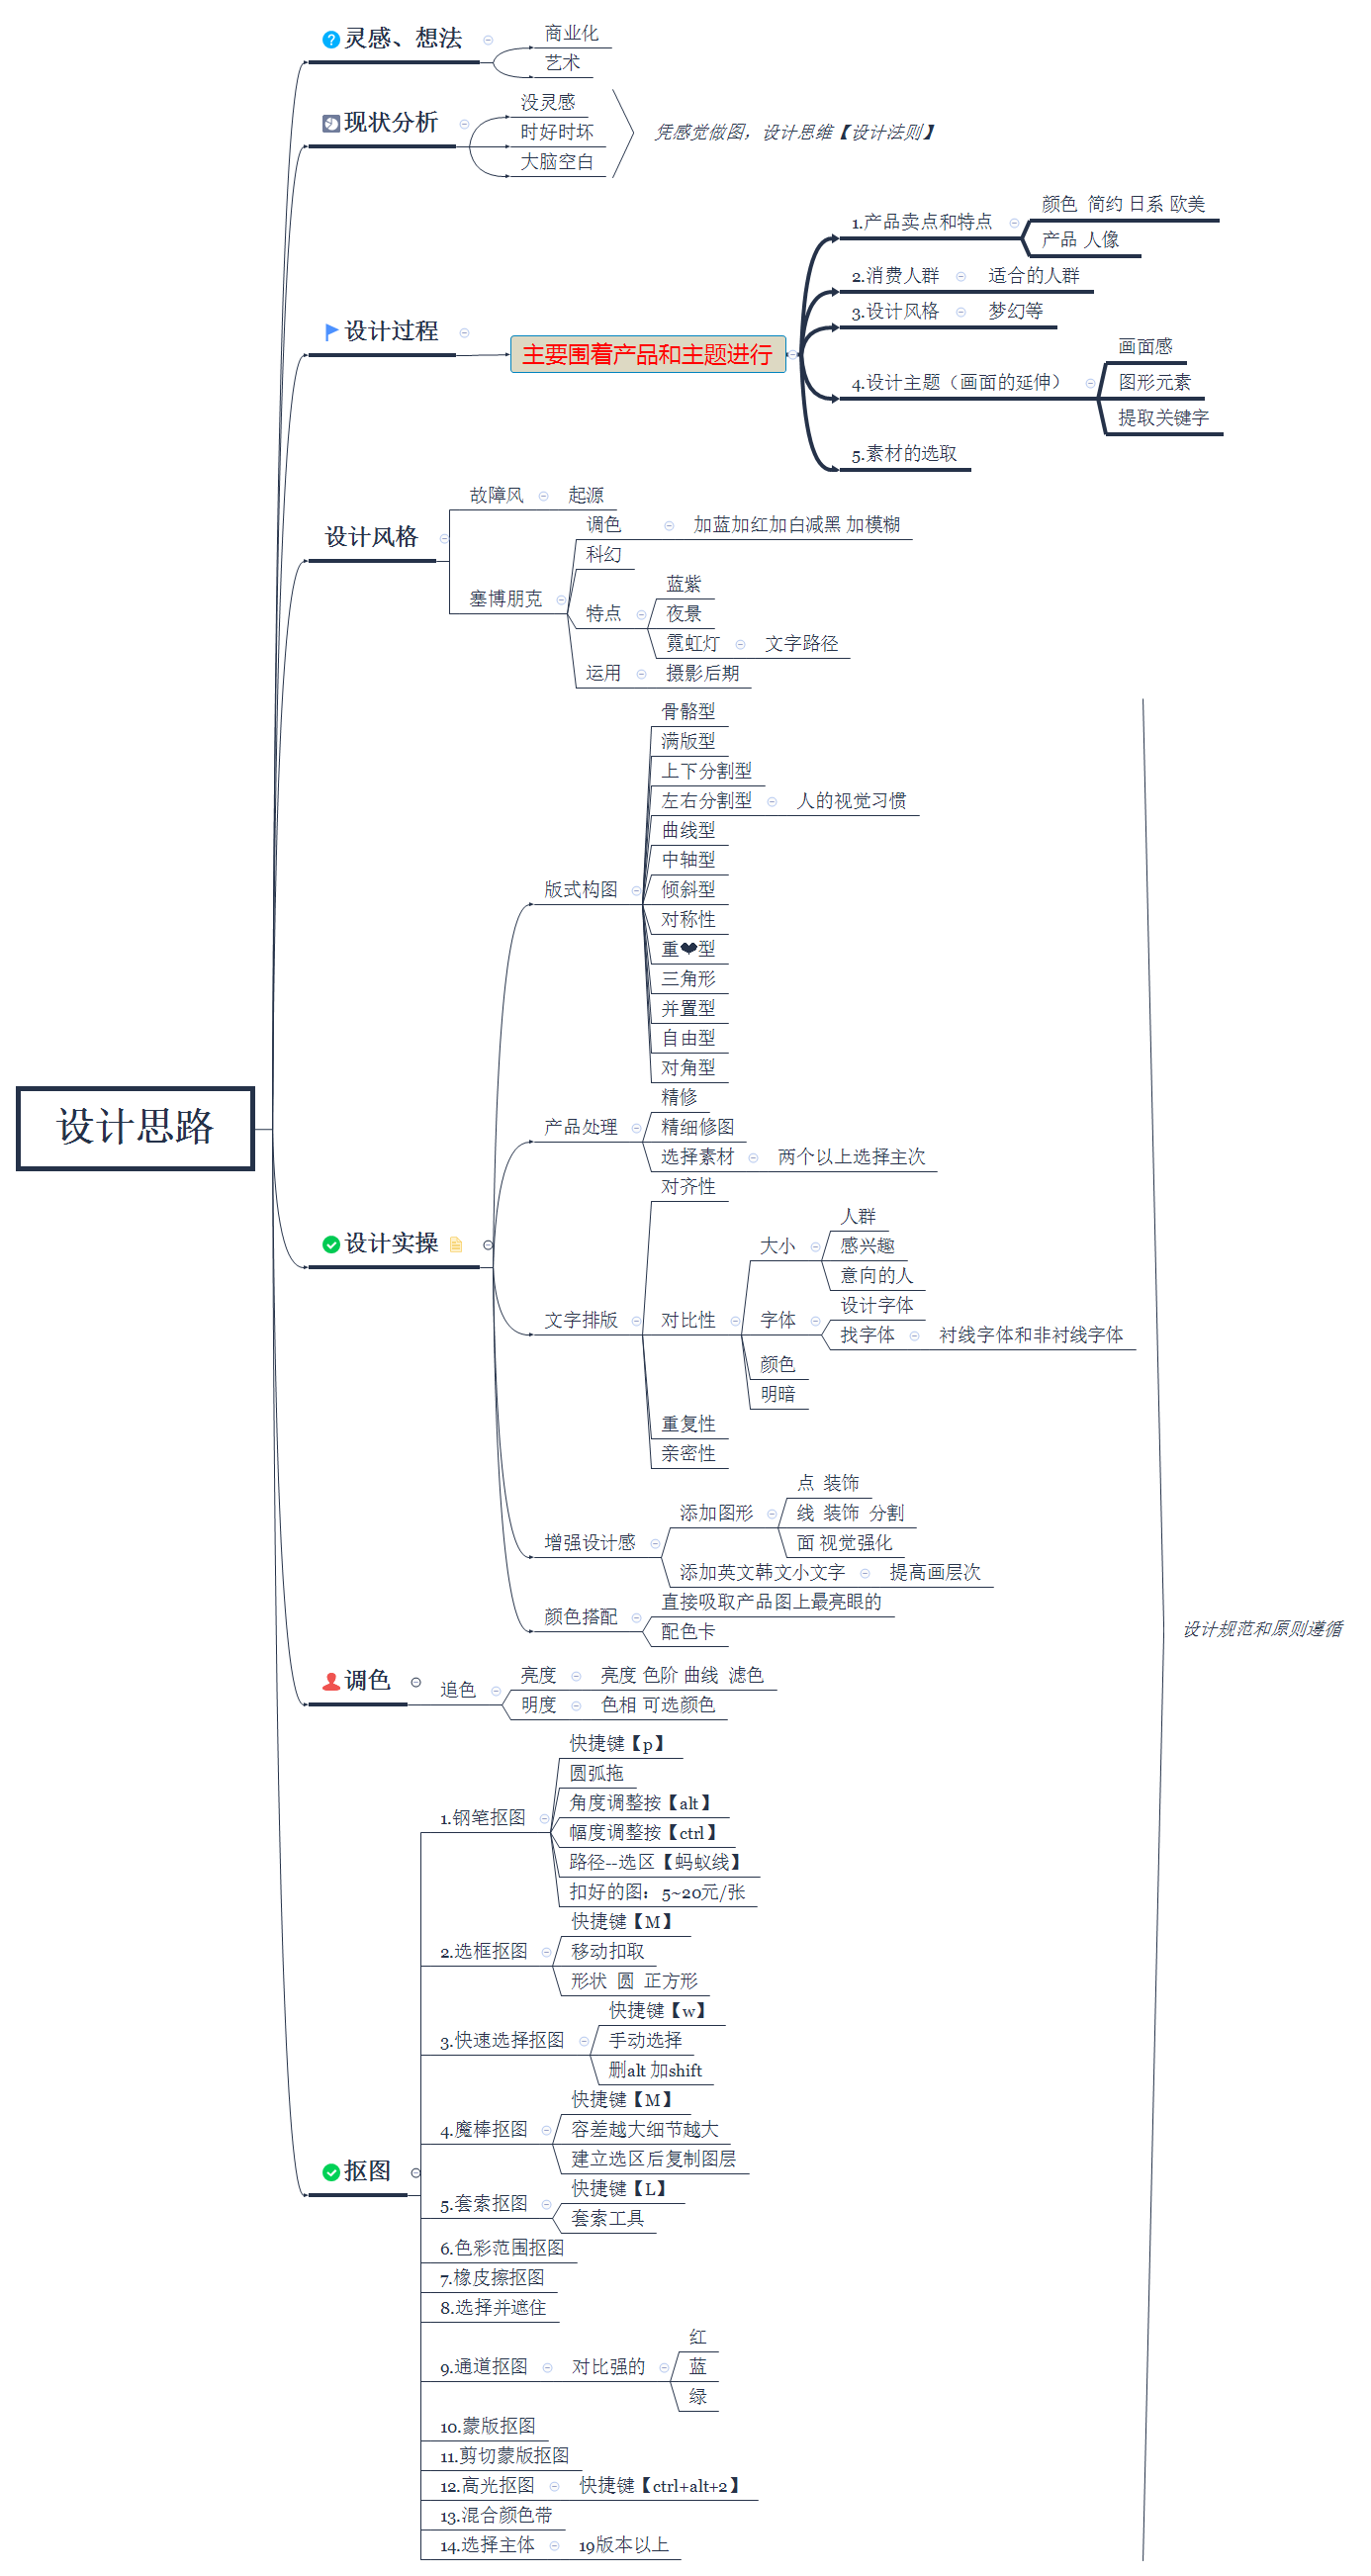 设计思路
灵感、想法
商业化
艺术
现状分析
没灵感
时好时坏
大脑空白
凭感觉做图，设计思维【设计法则】
设计过程
主要围着产品和主题进行
1.产品卖点和特点
颜色 简约 日系 欧美
产品 人像
2.消费人群
适合的人群
3.设计风格
梦幻等
4.设计主题（画面的延伸）
画面感
图形元素
提取关键字
5.素材的选取
设计风格
故障风
起源
塞博朋克
调色
加蓝加红加白减黑 加模糊
科幻
特点
蓝紫
夜景
霓虹灯
文字路径
运用
摄影后期
设计实操
版式构图
骨骼型
满版型
上下分割型
左右分割型
人的视觉习惯
曲线型
中轴型
倾斜型
对称性
重❤型
三角形
并置型
自由型
对角型
产品处理
精修
精细修图
选择素材
两个以上选择主次
文字排版
对齐性
对比性
大小
人群
感兴趣
意向的人
字体
设计字体
找字体
衬线字体和非衬线字体
颜色
明暗
重复性
亲密性
增强设计感
添加图形
点 装饰
线 装饰 分割
面 视觉强化
添加英文韩文小文字
提高画层次
颜色搭配
直接吸取产品图上最亮眼的
配色卡
调色
追色
亮度
亮度 色阶 曲线 滤色
明度
色相 可选颜色
抠图
1.钢笔抠图
快捷键【p】
圆弧拖
角度调整按【alt】
幅度调整按【ctrl】
路径--选区【蚂蚁线】
扣好的图：5~20元/张
2.选框抠图
快捷键【M】
移动扣取
形状 圆 正方形
3.快速选择抠图
快捷键【w】
手动选择
删alt 加shift
4.魔棒抠图
快捷键【M】
容差越大细节越大
建立选区后复制图层
5.套索抠图
快捷键【L】
套索工具
6.色彩范围抠图
7.橡皮擦抠图
8.选择并遮住
9.通道抠图
对比强的
红
蓝
绿
10.蒙版抠图
11.剪切蒙版抠图
12.高光抠图
快捷键【ctrl+alt+2】
13.混合颜色带
14.选择主体
19版本以上
设计规范和原则遵循